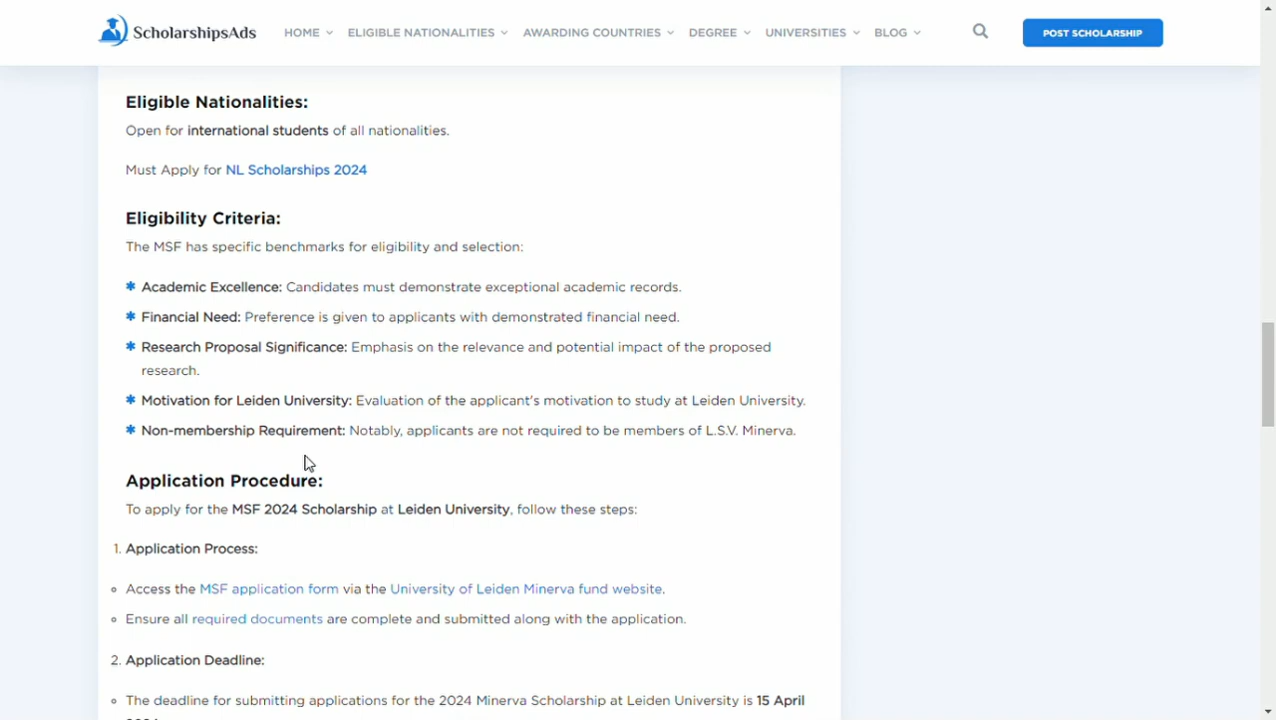 ScholarshipsAds
HOME ELIGIBLE NATIONALITIES AWARDING COUNTRIES DEGREE UNIVERSITIES BLOG POST SCHOLARSHIP
Eligible Nationalities:
Open for international students of all nationalities.
Must Apply for NL Scholarships 2024
Eligibility Criteria:
The MSF has specific benchmarks for eligibility and selection:
Academic Excellence: Candidates must demonstrate exceptional academic records.
Financial Need: Preference is given to applicants with demonstrated financial need.
Research Proposal Significance: Emphasis on the relevance and potential impact of the proposed
research.
Motivation for Leiden University: Evaluation of the applicant's motivation to study at Leiden University.
Non-membership Requirement: Notably, applicants are not required to be members of L.S.V. Minerva.
Application Procedure:
To apply for the MSF 2024 Scholarship at Leiden University, follow these steps:
1. Application Process:
Access the MSF application form via the University of Leiden Minerva fund website.
Ensure all required documents are complete and submitted along with the application.
2. Application Deadline:
The deadline for submitting applications for the 2024 Minerva Scholarship at Leiden University is 15 April